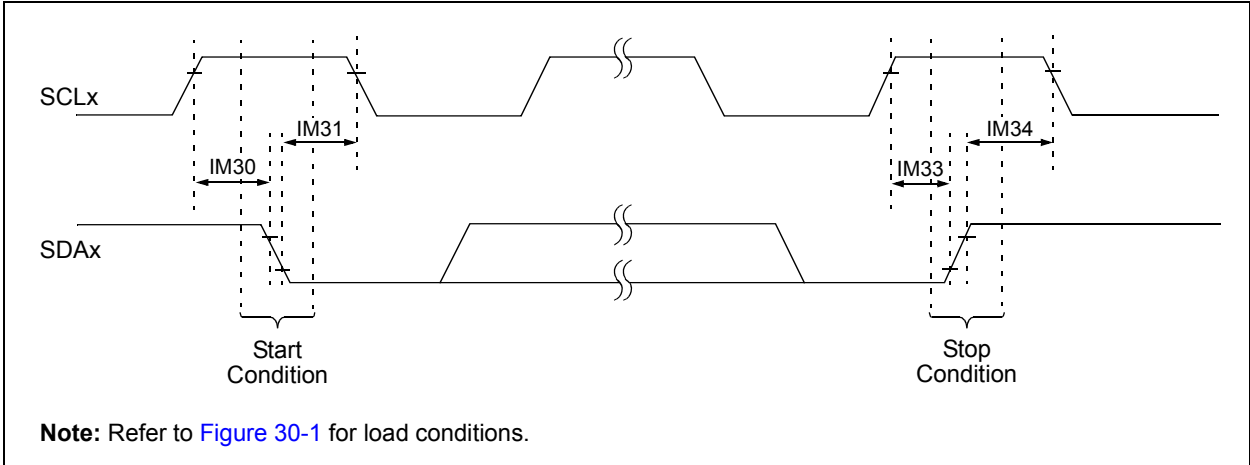 SCLx
IM31
IM34
IM30
IM33
SDAx
Start
Condition
Stop
Condition
Note: Refer to Figure 30-1 for load conditions.